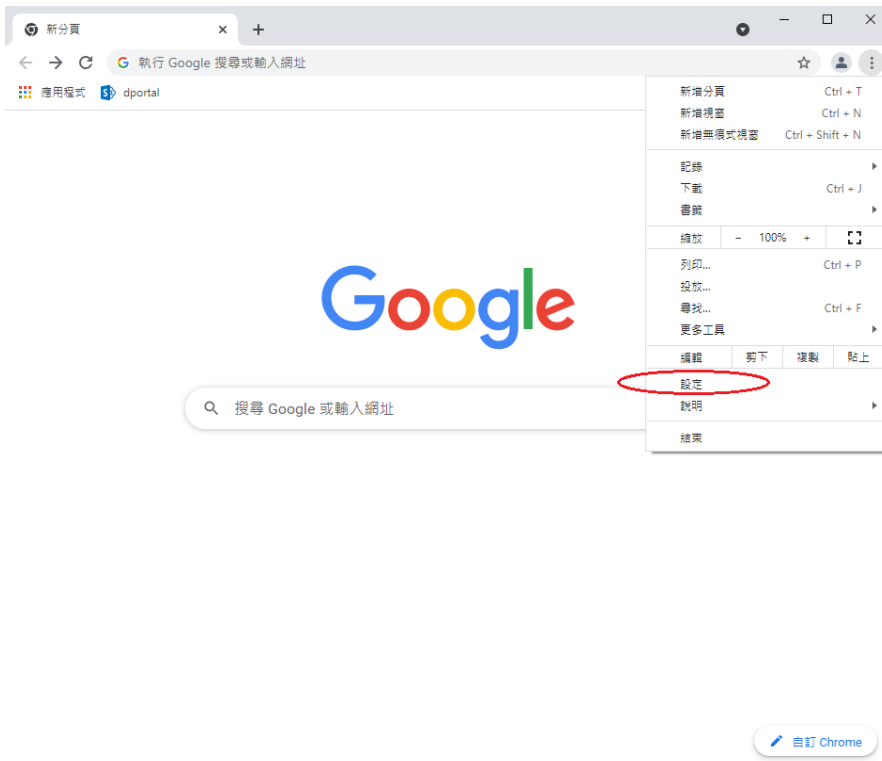 新分頁
執行 Google 搜尋或輸入網址
應用程式 dportal
新增分頁 Ctrl + T
新增視窗 Ctrl + N
新增無痕式視窗 Ctrl + Shift + N
記錄
下載 Ctrl + J
書籤
縮放 - 100% +
列印... Ctrl + P
投放...
尋找... Ctrl + F
更多工具
編輯 剪下 複製 貼上
設定
說明
結束
Google
搜尋 Google 或輸入網址
自訂 Chrome